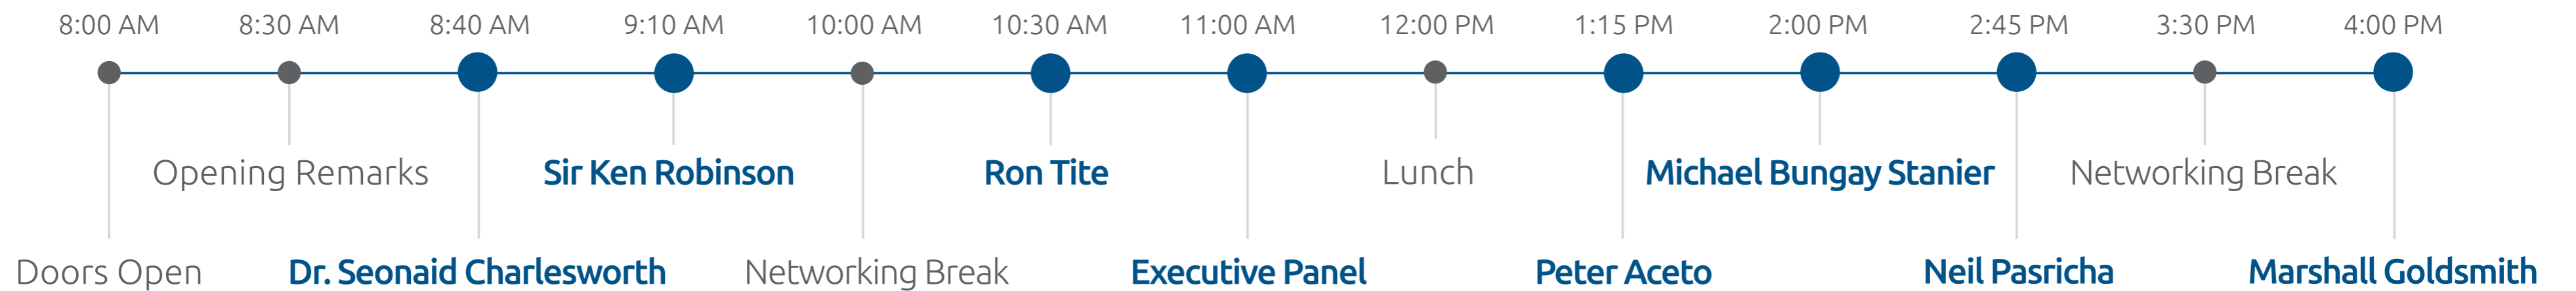 8:00 AM 8:30 AM 8:40 AM 9:10 AM 10:00 AM 10:30 AM 11:00 AM 12:00 PM 1:15 PM 2:00 PM 2:45 PM 3:30 PM 4:00 PM
Opening Remarks Sir Ken Robinson Ron Tite Lunch Michael Bungay Stanier Networking Break
Doors Open Dr. Seonaid Charlesworth Networking Break Executive Panel Peter Aceto Neil Pasricha Marshall Goldsmith